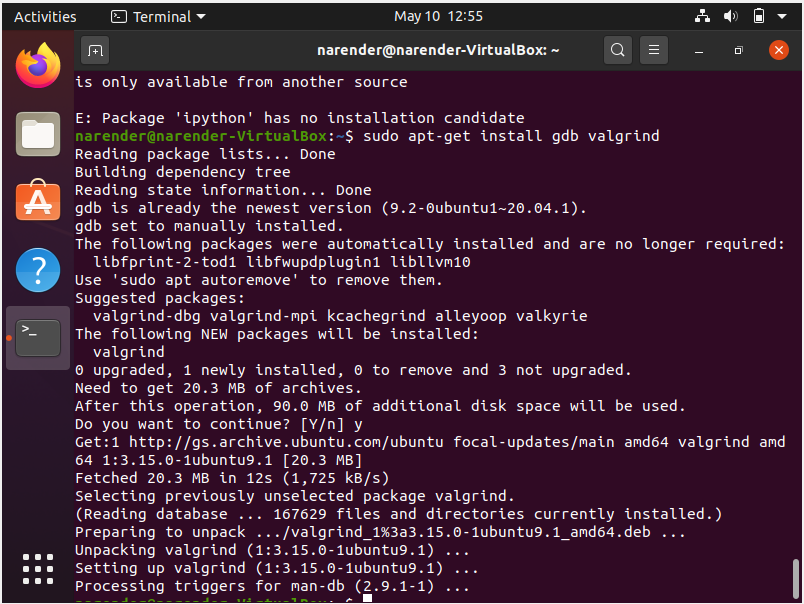 Activities
Terminal
May 10 12:55
narender@narender-VirtualBox: ~
is only available from another source
E: Package 'ipython' has no installation candidate
narender@narender-VirtualBox:~$ sudo apt-get install gdb valgrind
Reading package lists... Done
Building dependency tree
Reading state information... Done
gdb is already the newest version (9.2-0ubuntu1~20.04.1).
gdb set to manually installed.
The following packages were automatically installed and are no longer required:
  libfprint-2-tod1 libfwupdplugin1 libllvm10
Use 'sudo apt autoremove' to remove them.
Suggested packages:
  valgrind-dbg valgrind-mpi kcachegrind alleyoop valkyrie
The following NEW packages will be installed:
  valgrind
0 upgraded, 1 newly installed, 0 to remove and 3 not upgraded.
Need to get 20.3 MB of archives.
After this operation, 90.0 MB of additional disk space will be used.
Do you want to continue? [Y/n] y
Get:1 http://gs.archive.ubuntu.com/ubuntu focal-updates/main amd64 valgrind amd
64 1:3.15.0-1ubuntu9.1 [20.3 MB]
Fetched 20.3 MB in 12s (1,725 kB/s)
Selecting previously unselected package valgrind.
(Reading database ... 167629 files and directories currently installed.)
Preparing to unpack .../valgrind_1%3a3.15.0-1ubuntu9.1_amd64.deb ...
Unpacking valgrind (1:3.15.0-1ubuntu9.1) ...
Setting up valgrind (1:3.15.0-1ubuntu9.1) ...
Processing triggers for man-db (2.9.1-1) ...
narender@narender-VirtualBox:~$